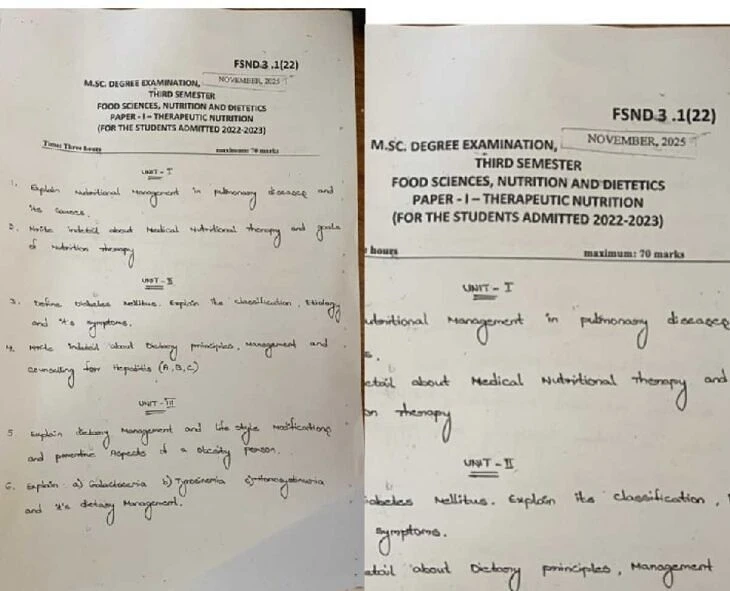 FSND.3 .1(22)
M.SC. DEGREE EXAMINATION, NOVEMBER, 2025
THIRD SEMESTER
FOOD SCIENCES, NUTRITION AND DIETETICS
PAPER - I – THERAPEUTIC NUTRITION
(FOR THE STUDENTS ADMITTED 2022-2023)
Time: Three hours maximum: 70 marks
UNIT - I
1. Explain Nutritional Management in pulmonary diseases and
its causes.
2. Write indetail about Medical Nutritional therapy and goals
of Nutrition therapy
UNIT - II
3. Define Diabetes Mellitus. Explain its classification, Etiology
and it's symptoms.
4. Write indetail about Dietary principles, Management and
counselling for Hepatitis (A, B, C)
UNIT - III
5 Explain dietary Management and life style Modifications
and preventive Aspects of a obesity person.
6. Explain a) Galactosemia b) Tyrosinemia c) Homocystinuria
and it's dietary Management.
FSND.3 .1(22)
M.SC. DEGREE EXAMINATION, NOVEMBER, 2025
THIRD SEMESTER
FOOD SCIENCES, NUTRITION AND DIETETICS
PAPER - I – THERAPEUTIC NUTRITION
(FOR THE STUDENTS ADMITTED 2022-2023)
hours maximum: 70 marks
UNIT - I
utritional Management in pulmonary diseases
s.
etail about Medical Nutritional therapy and
on therapy
UNIT - II
iabetes Mellitus. Explain its classification,
symptoms.
etail about Dietary principles, Management